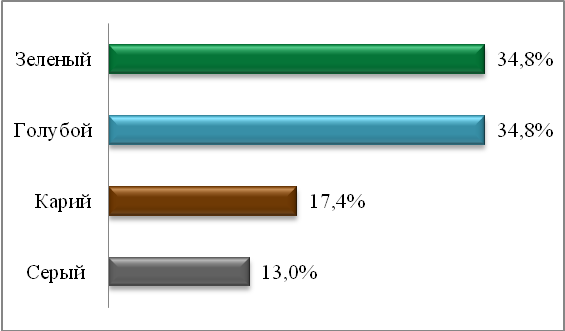 Зеленый 34,8%
Голубой 34,8%
Карий 17,4%
Серый 13,0%